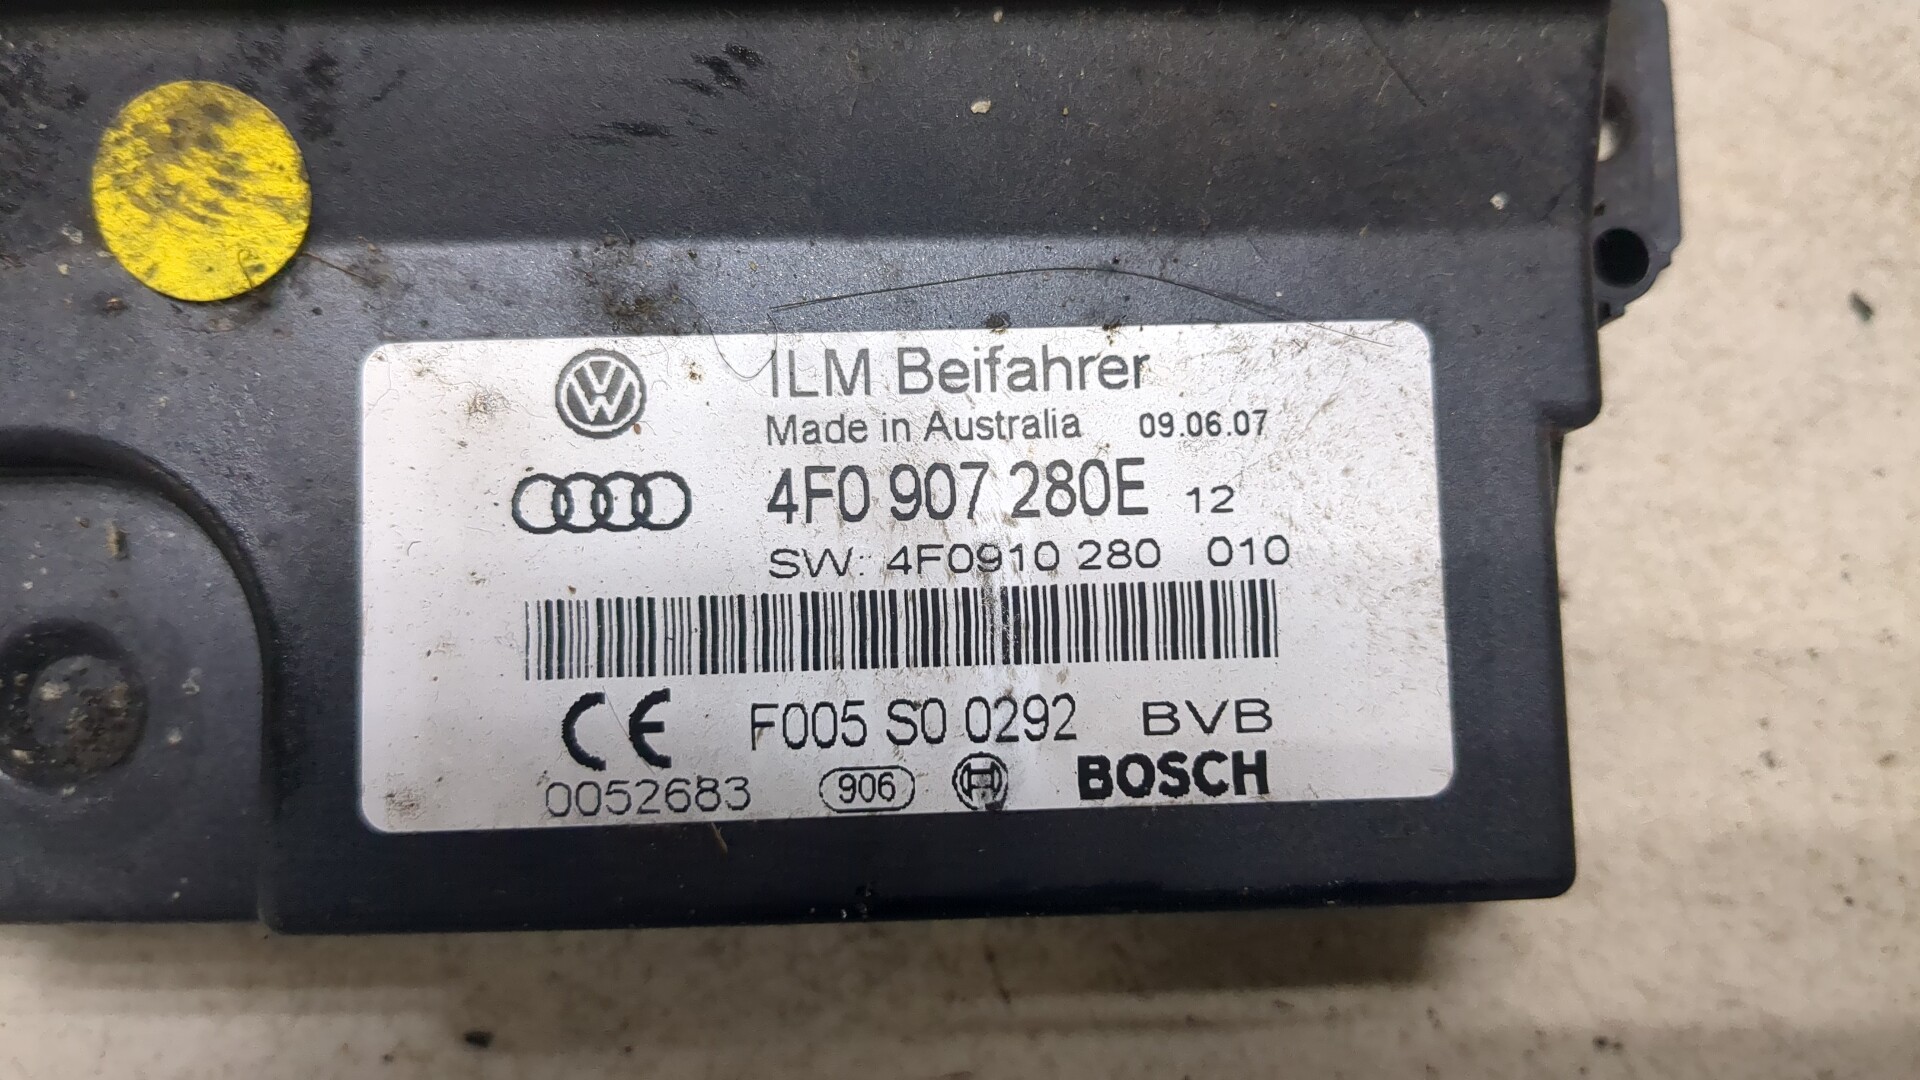 ILM Beifahrer
Made in Australia 09.06.07
4F0 907 280E 12
SW: 4F0910 280 010
F005 S0 0292 BVB
CE
0052683 906 BOSCH